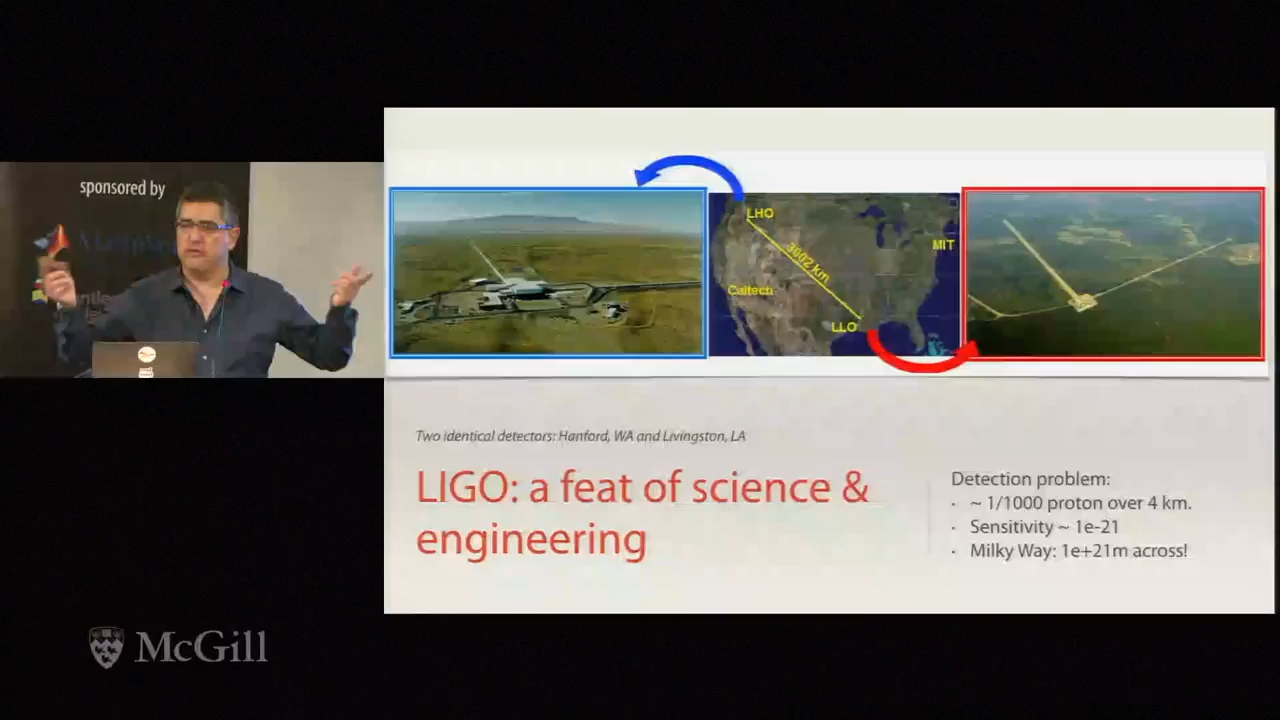 sponsored by
LHO
3002 km
MIT
Caltech
LLO
Two identical detectors: Hanford, WA and Livingston, LA
LIGO: a feat of science &
engineering
Detection problem:
· ~ 1/1000 proton over 4 km.
· Sensitivity ~ 1e-21
· Milky Way: 1e+21m across!
McGill